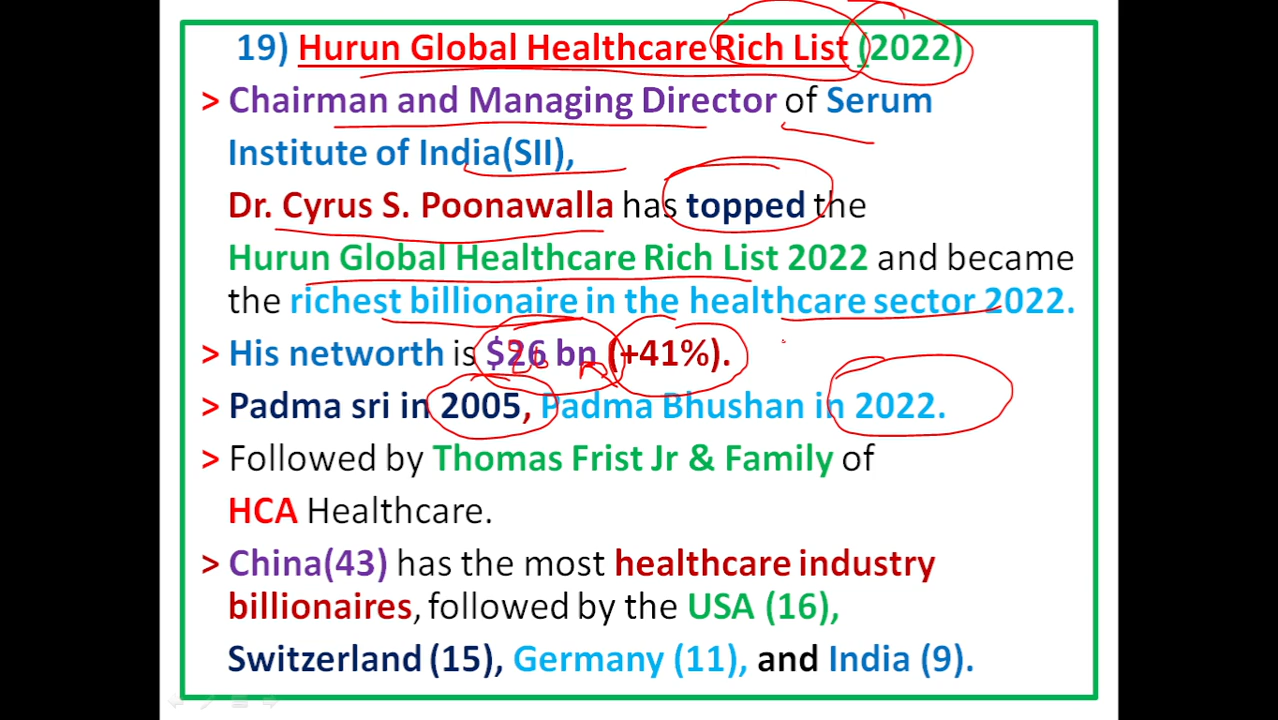 19) Hurun Global Healthcare Rich List (2022)
> Chairman and Managing Director of Serum
Institute of India(SII),
Dr. Cyrus S. Poonawalla has topped the
Hurun Global Healthcare Rich List 2022 and became
the richest billionaire in the healthcare sector 2022.
> His networth is $26 bn (+41%).
> Padma sri in 2005, Padma Bhushan in 2022.
> Followed by Thomas Frist Jr & Family of
HCA Healthcare.
> China(43) has the most healthcare industry
billionaires, followed by the USA (16),
Switzerland (15), Germany (11), and India (9).